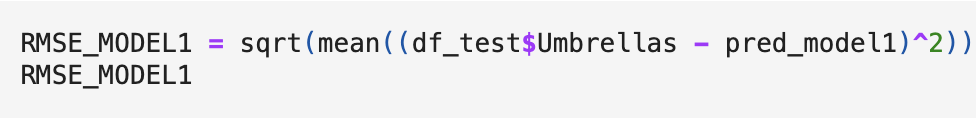 RMSE_MODEL1 = sqrt(mean((df_test$Umbrellas - pred_model1)^2))
RMSE_MODEL1